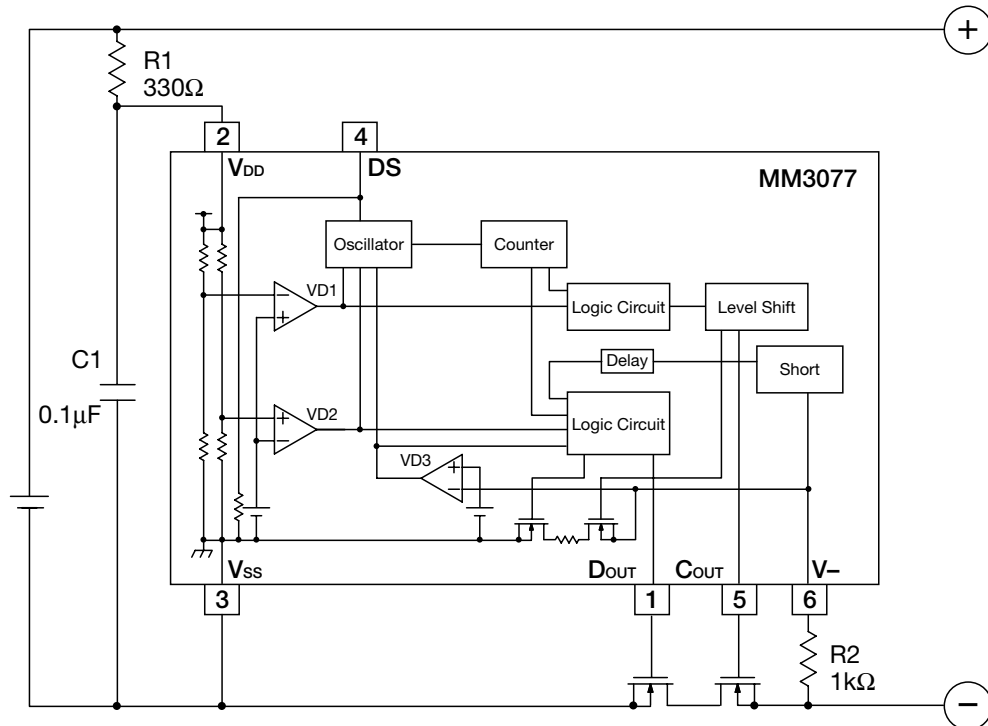 +
R1
330Ω
2
4
VDD
DS
MM3077
Oscillator
Counter
VD1
−
+
Logic Circuit
Level Shift
C1
0.1μF
Delay
Short
VD2
+
−
Logic Circuit
VD3
+
−
VSS
DOUT
COUT
V−
3
1
5
6
R2
1kΩ
−